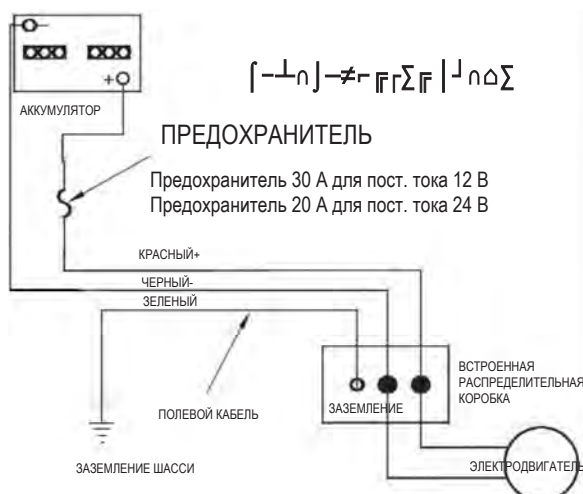 +
АККУМУЛЯТОР
ПРЕДОХРАНИТЕЛЬ
Предохранитель 30 А для пост. тока 12 В
Предохранитель 20 А для пост. тока 24 В
КРАСНЫЙ+
ЧЕРНЫЙ-
ЗЕЛЕНЫЙ
ПОЛЕВОЙ КАБЕЛЬ
ЗАЗЕМЛЕНИЕ ШАССИ
ЗАЗЕМЛЕНИЕ
ВСТРОЕННАЯ
РАСПРЕДЕЛИТЕЛЬНАЯ
КОРОБКА
ЭЛЕКТРОДВИГАТЕЛЬ